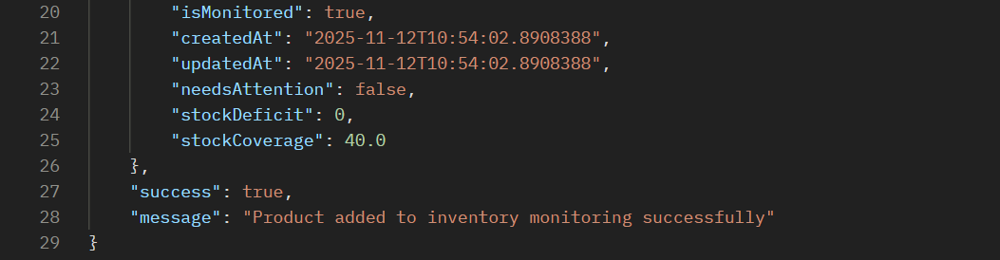 20 "isMonitored": true,
21 "createdAt": "2025-11-12T10:54:02.8908388",
22 "updatedAt": "2025-11-12T10:54:02.8908388",
23 "needsAttention": false,
24 "stockDeficit": 0,
25 "stockCoverage": 40.0
26 },
27 "success": true,
28 "message": "Product added to inventory monitoring successfully"
29 }